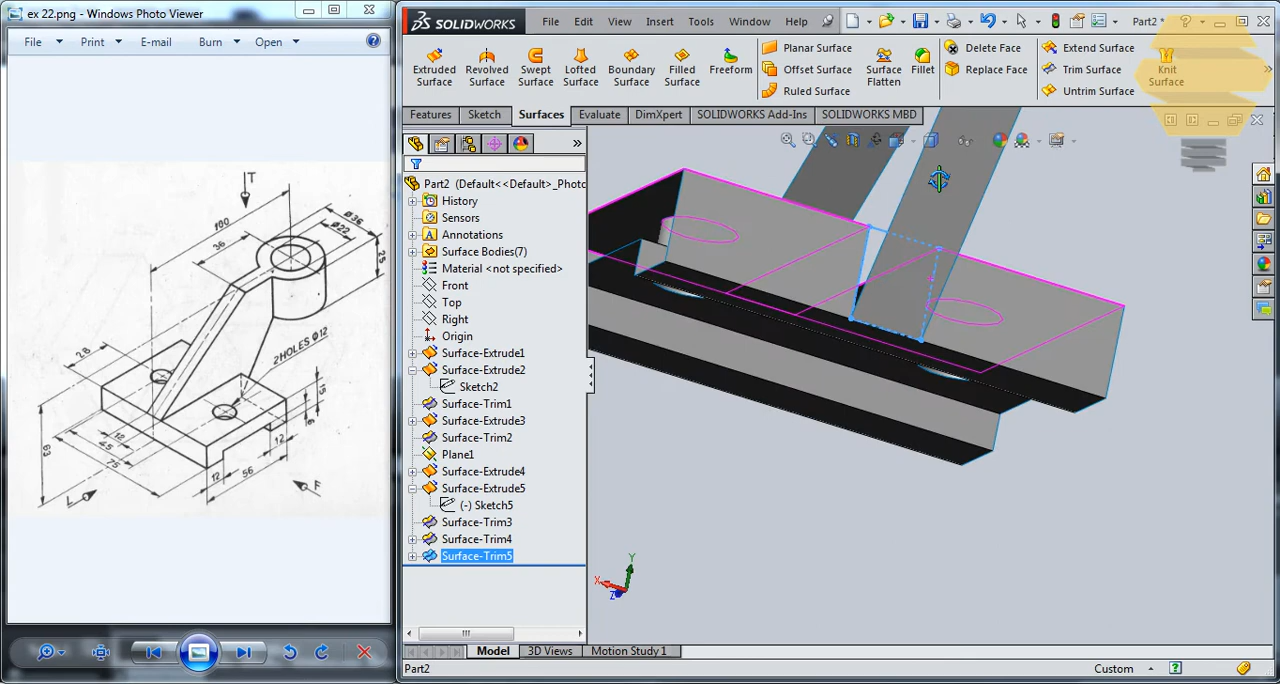 ex 22.png - Windows Photo Viewer
File Print E-mail Burn Open
T
100
36
Ø36
Ø22
25
28
2HOLES Ø12
15
6
63
12
45
75
12
12
56
L
F
SOLIDWORKS
File Edit View Insert Tools Window Help
Part2 *
Extruded Surface
Revolved Surface
Swept Surface
Lofted Surface
Boundary Surface
Filled Surface
Freeform
Planar Surface
Offset Surface
Ruled Surface
Surface Flatten
Fillet
Delete Face
Replace Face
Extend Surface
Trim Surface
Untrim Surface
Knit Surface
Features Sketch Surfaces Evaluate DimXpert SOLIDWORKS Add-Ins SOLIDWORKS MBD
Part2 (Default<<Default>_Photo
History
Sensors
Annotations
Surface Bodies(7)
Material <not specified>
Front
Top
Right
Origin
Surface-Extrude1
Surface-Extrude2
Sketch2
Surface-Trim1
Surface-Extrude3
Surface-Trim2
Plane1
Surface-Extrude4
Surface-Extrude5
(-) Sketch5
Surface-Trim3
Surface-Trim4
Surface-Trim5
Y
X
Z
Model 3D Views Motion Study 1
Part2
Custom